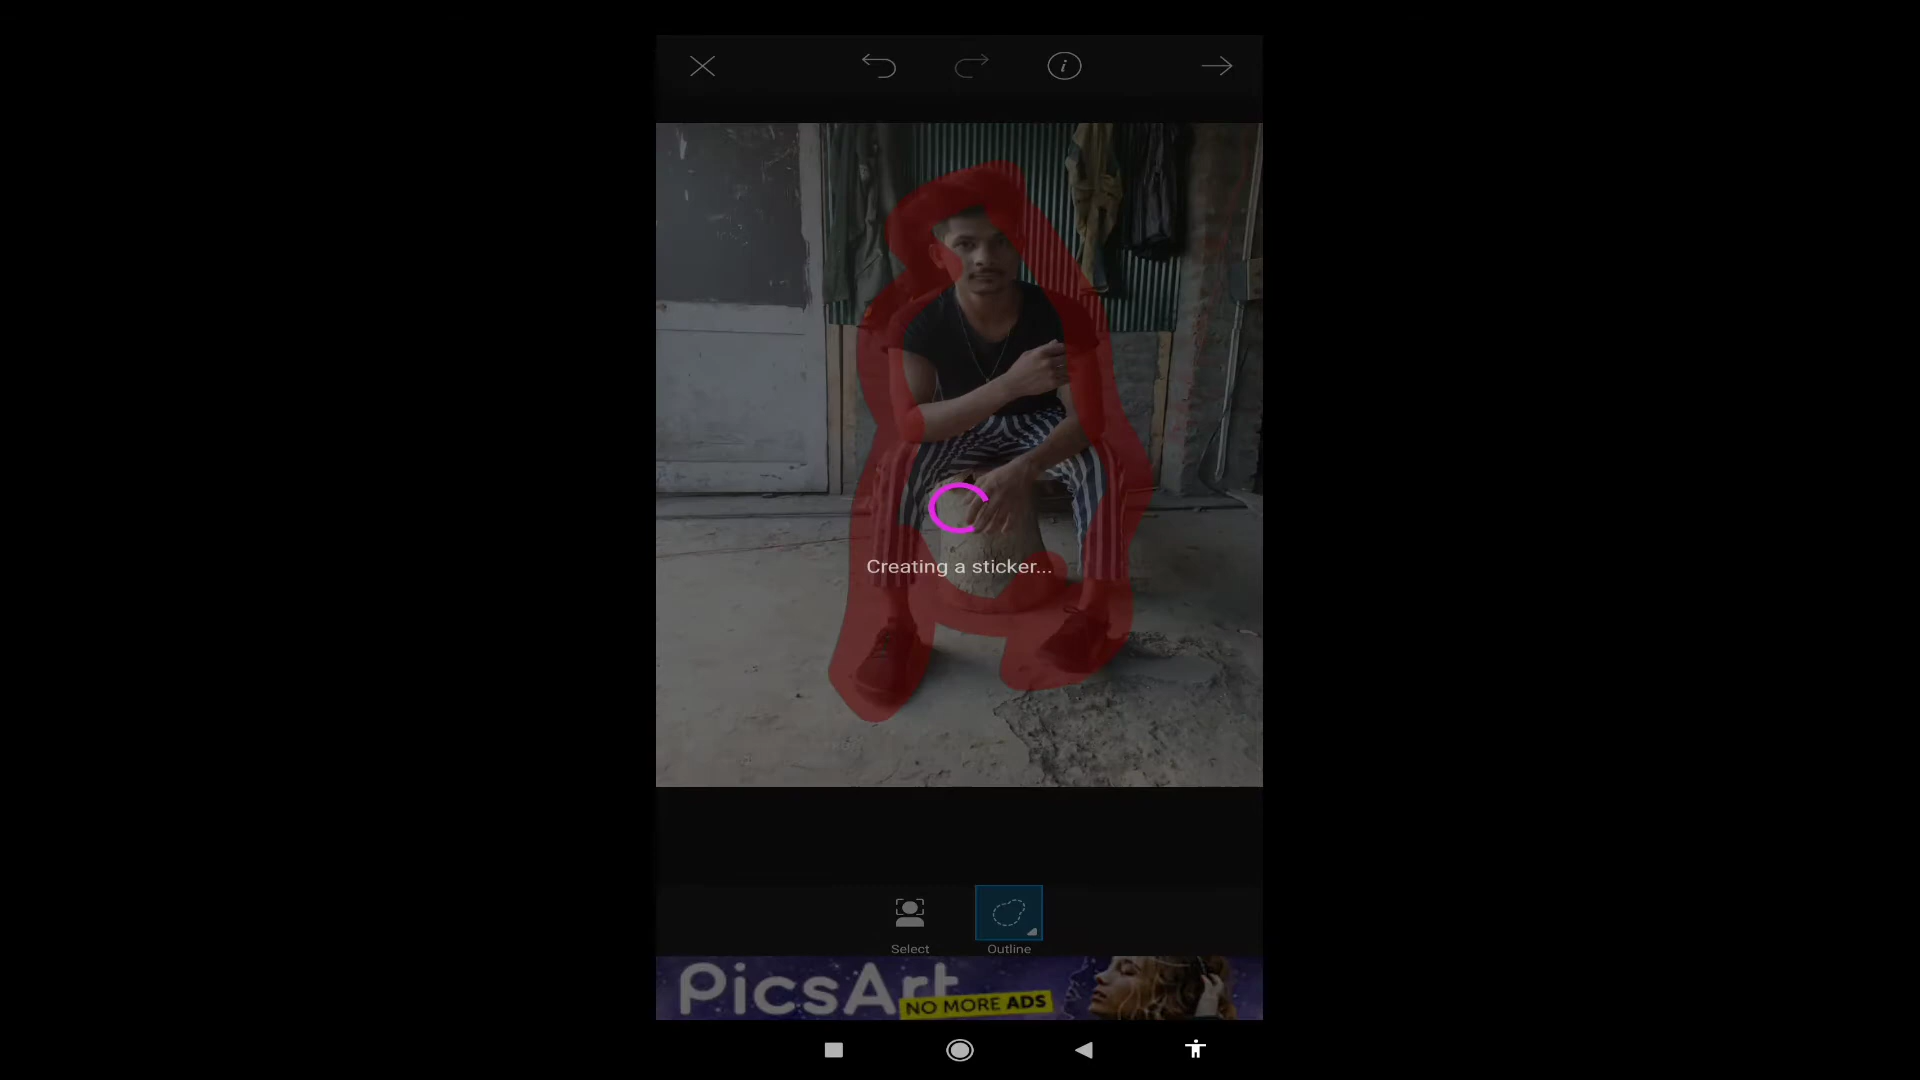 Creating a sticker...
Select
Outline
PicsArt
NO MORE ADS